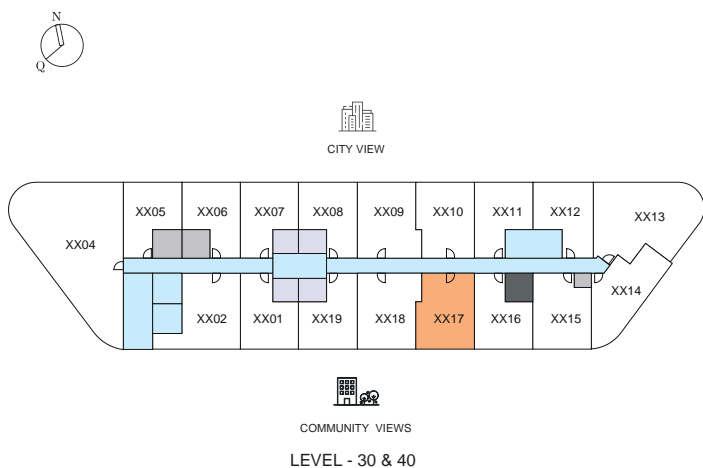 N
Q
CITY VIEW
XX05 XX06 XX07 XX08 XX09 XX10 XX11 XX12
XX13
XX04
XX14
XX02 XX01 XX19 XX18 XX17 XX16 XX15
COMMUNITY VIEWS
LEVEL - 30 & 40